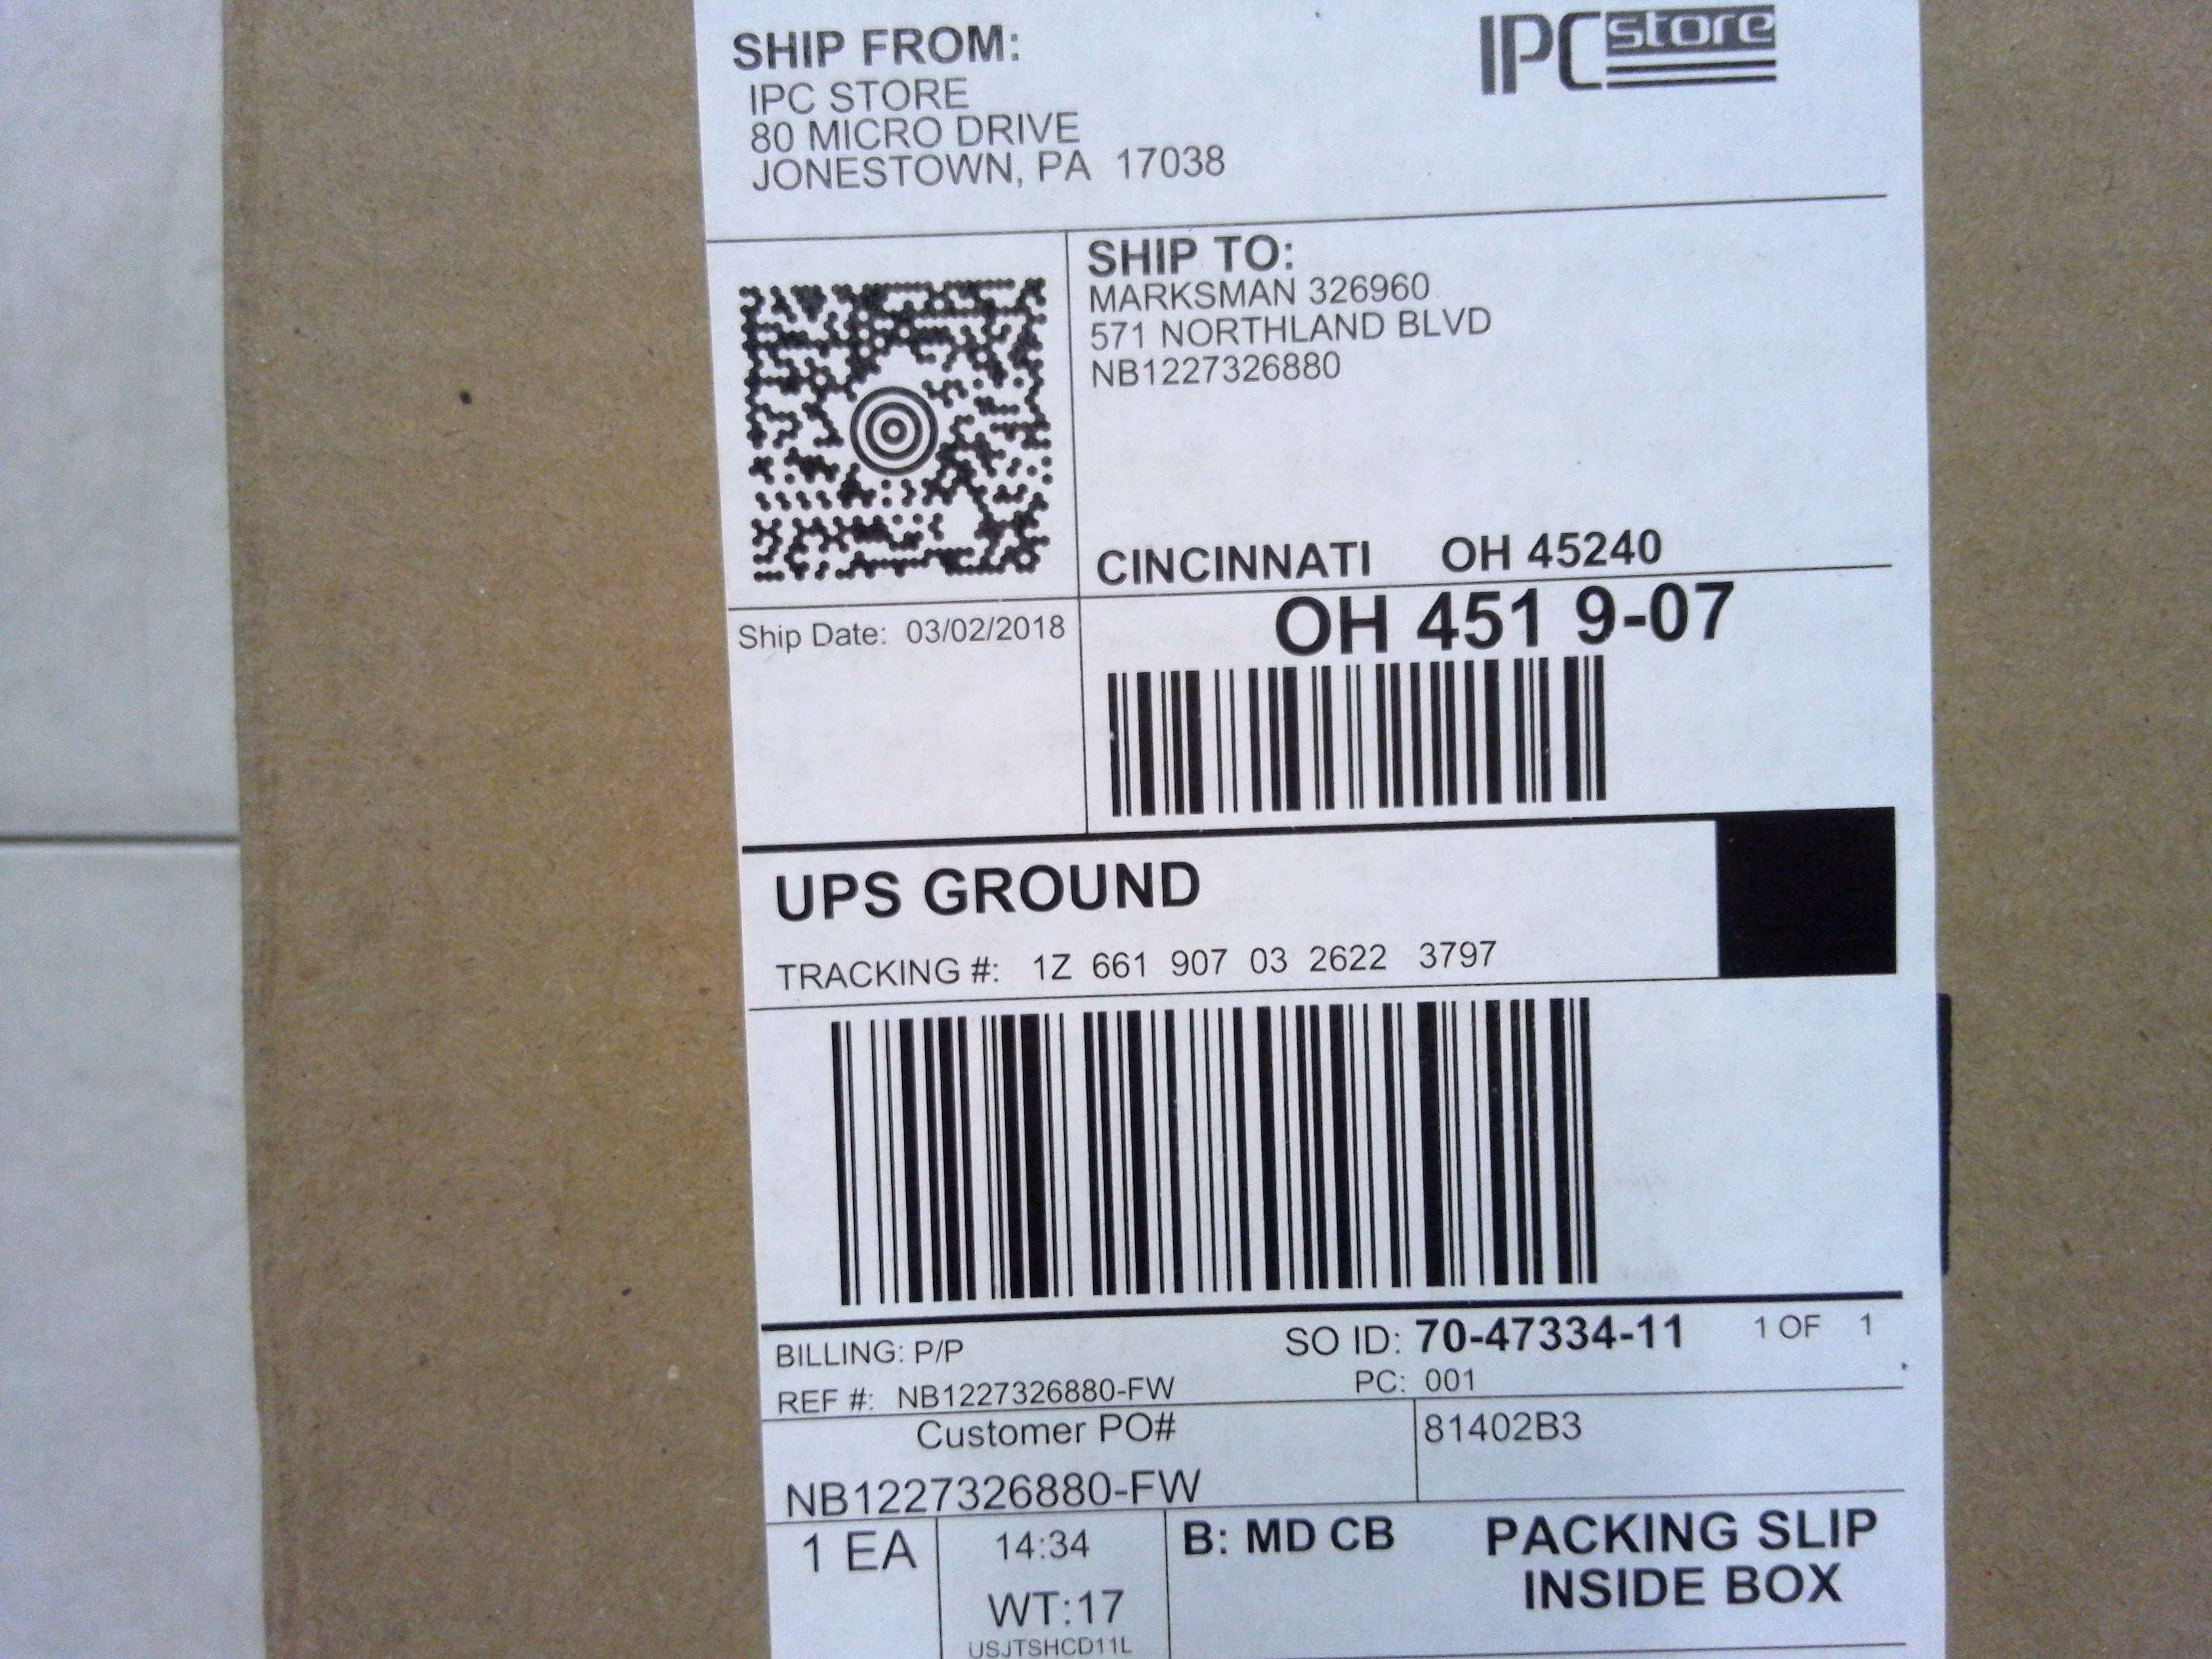 SHIP FROM:
IPC STORE
80 MICRO DRIVE
JONESTOWN, PA 17038
IPC store
SHIP TO:
MARKSMAN 326960
571 NORTHLAND BLVD
NB1227326880
CINCINNATI OH 45240
Ship Date: 03/02/2018
OH 451 9-07
UPS GROUND
TRACKING #: 1Z 661 907 03 2622 3797
BILLING: P/P
SO ID: 70-47334-11 1 OF 1
REF #: NB1227326880-FW
PC: 001
Customer PO#
81402B3
NB1227326880-FW
1 EA
14:34
WT:17
USJTSHCD11L
B: MD CB
PACKING SLIP
INSIDE BOX